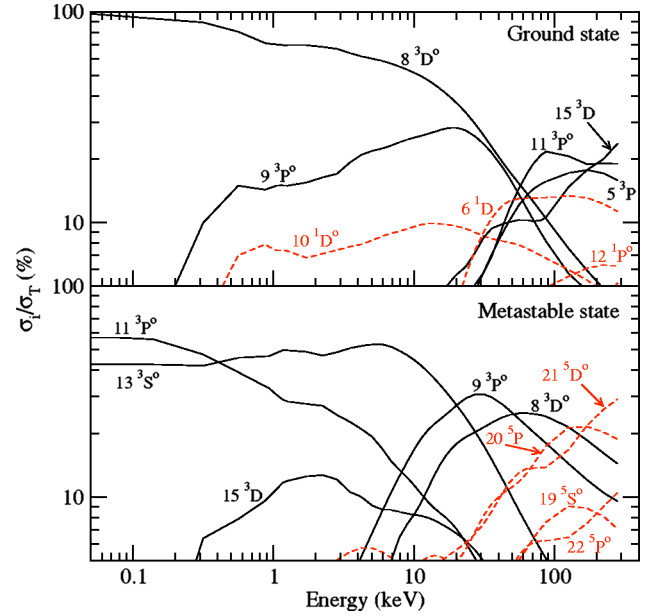 100
Ground state
8 ³Dᵒ
15 ³D
11 ³Pᵒ
9 ³Pᵒ
5 ³P
6 ¹D
10
10 ¹Dᵒ
12 ¹Pᵒ
σᵢ/σ_T (%)
100
Metastable state
11 ³Pᵒ
13 ³Sᵒ
9 ³Pᵒ
21 ⁵Dᵒ
8 ³Dᵒ
20 ⁵P
15 ³D
10
19 ⁵Sᵒ
22 ⁵Pᵒ
0.1 1 10 100
Energy (keV)